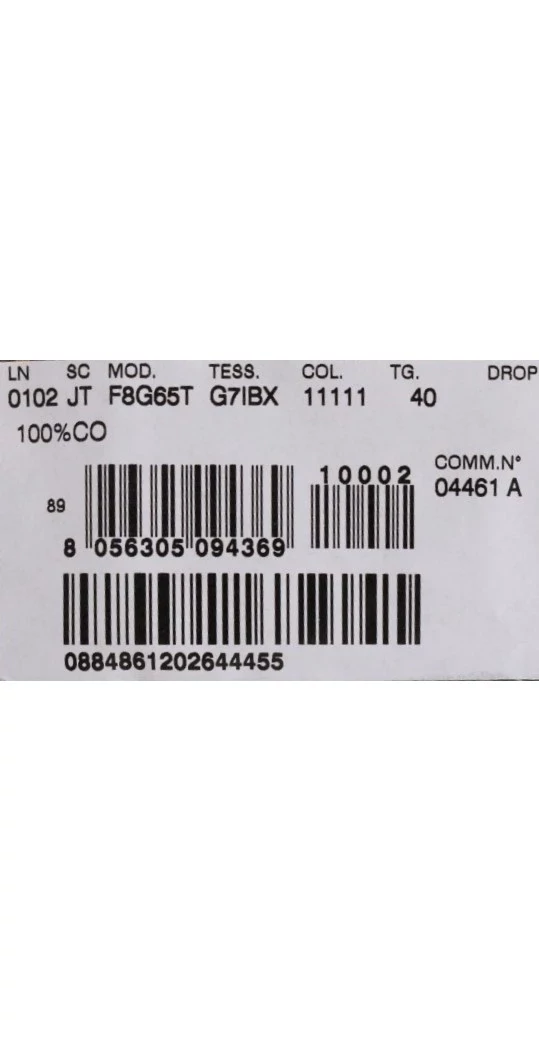 LN SC MOD. TESS. COL. TG. DROP
0102 JT F8G65T G7IBX 11111 40
100%CO
COMM.N°
04461 A
89
10002
8 056305 094369
0884861202644455